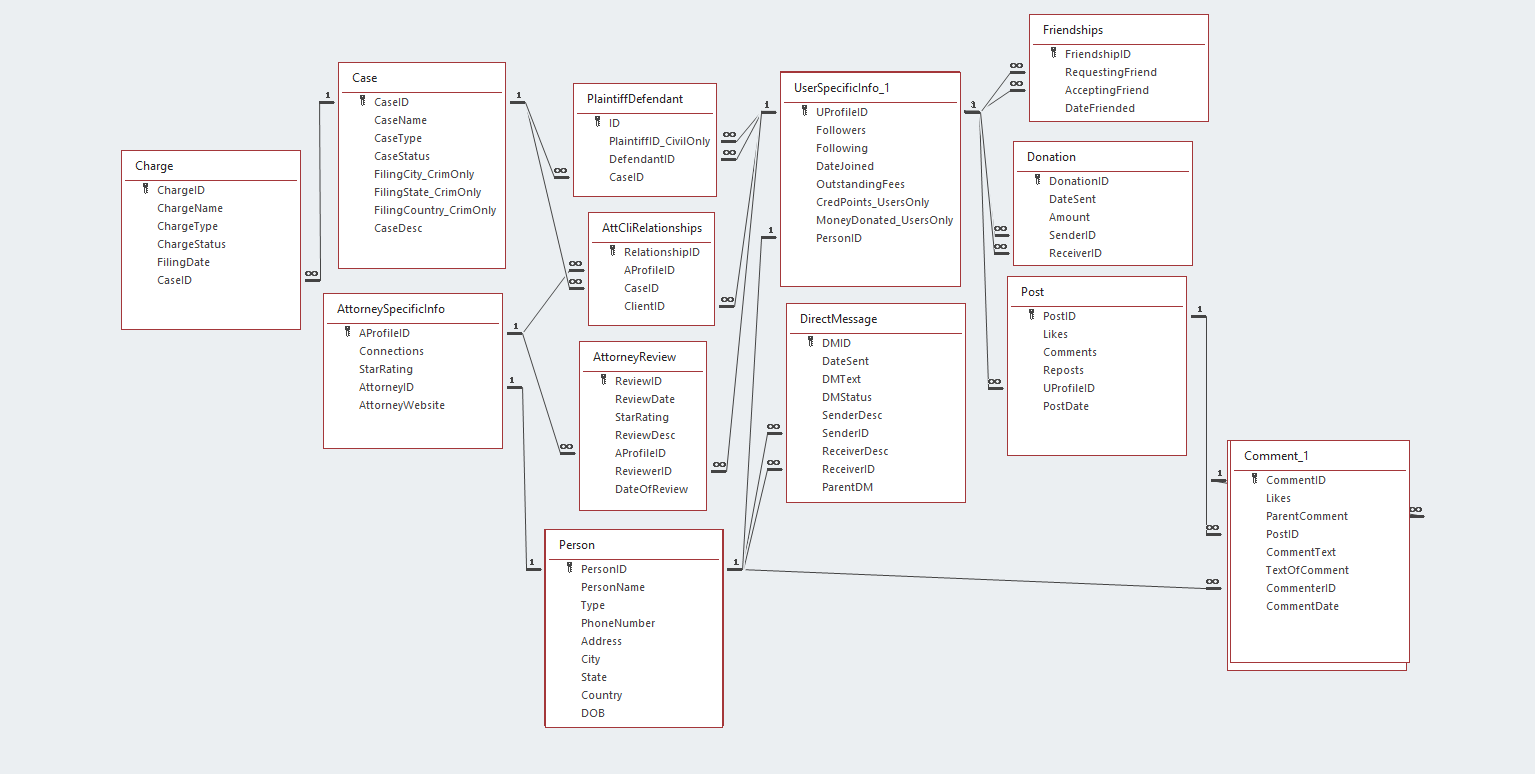 Charge
ChargeID
ChargeName
ChargeType
ChargeStatus
FilingDate
CaseID
1
∞
Case
CaseID
CaseName
CaseType
CaseStatus
FilingCity_CrimOnly
FilingState_CrimOnly
FilingCountry_CrimOnly
CaseDesc
1
∞
∞
AttorneySpecificInfo
AProfileID
Connections
StarRating
AttorneyID
AttorneyWebsite
1
1
∞
∞
1
PlaintiffDefendant
ID
PlaintiffID_CivilOnly
DefendantID
CaseID
∞
∞
AttCliRelationships
RelationshipID
AProfileID
CaseID
ClientID
∞
AttorneyReview
ReviewID
ReviewDate
StarRating
ReviewDesc
AProfileID
ReviewerID
DateOfReview
∞
Person
PersonID
PersonName
Type
PhoneNumber
Address
City
State
Country
DOB
1
1
1
UserSpecificInfo_1
UProfileID
Followers
Following
DateJoined
OutstandingFees
CredPoints_UsersOnly
MoneyDonated_UsersOnly
PersonID
DirectMessage
DMID
DateSent
DMText
DMStatus
SenderDesc
SenderID
ReceiverDesc
ReceiverID
ParentDM
∞
∞
1
∞
∞
Friendships
FriendshipID
RequestingFriend
AcceptingFriend
DateFriended
∞
∞
Donation
DonationID
DateSent
Amount
SenderID
ReceiverID
∞
Post
PostID
Likes
Comments
Reposts
UProfileID
PostDate
1
1
∞
∞
Comment_1
CommentID
Likes
ParentComment
PostID
CommentText
TextOfComment
CommenterID
CommentDate
∞